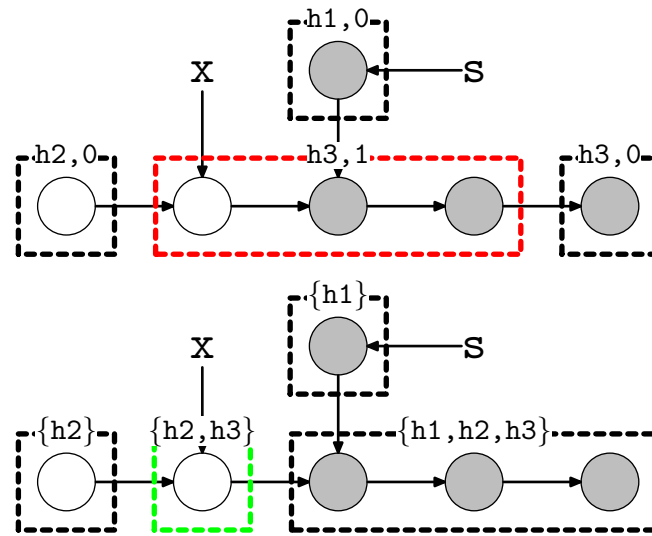 h1,0
X S
h2,0 h3,1 h3,0
{h1}
X S
{h2} {h2,h3} {h1,h2,h3}